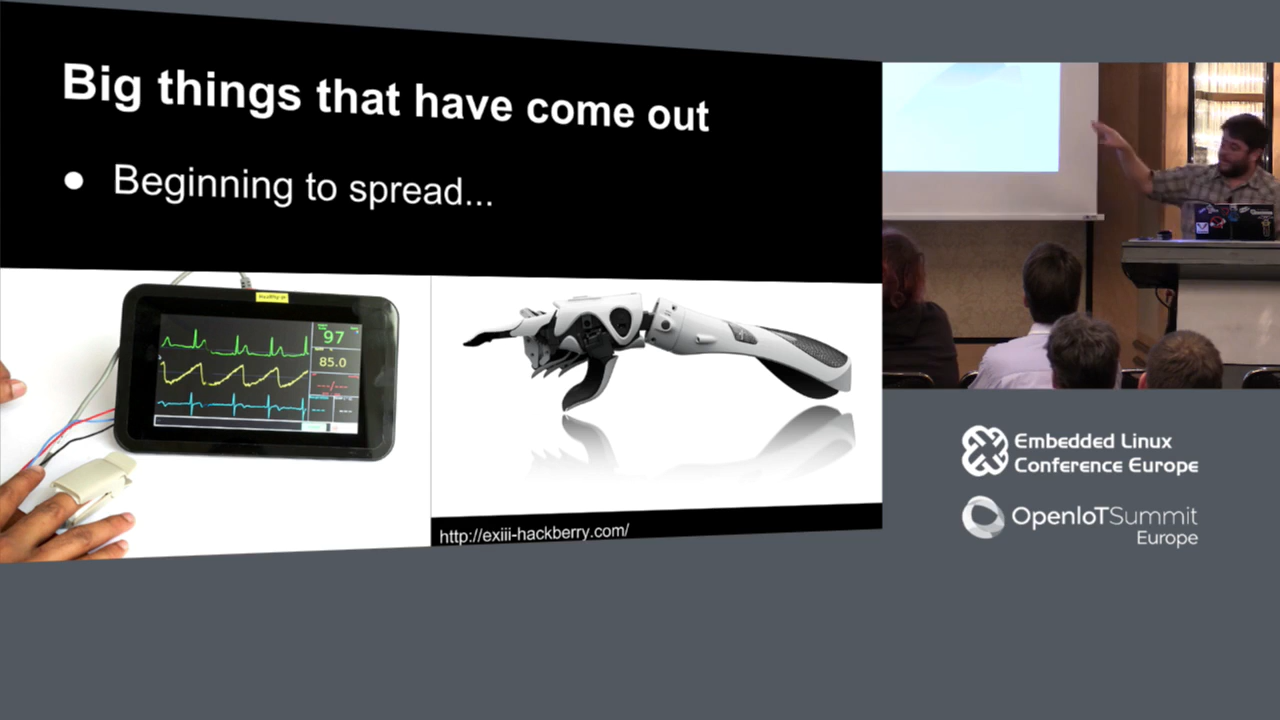 Big things that have come out
● Beginning to spread...
97
85.0
http://exiii-hackberry.com/
Embedded Linux
Conference Europe
OpenIoTSummit
Europe